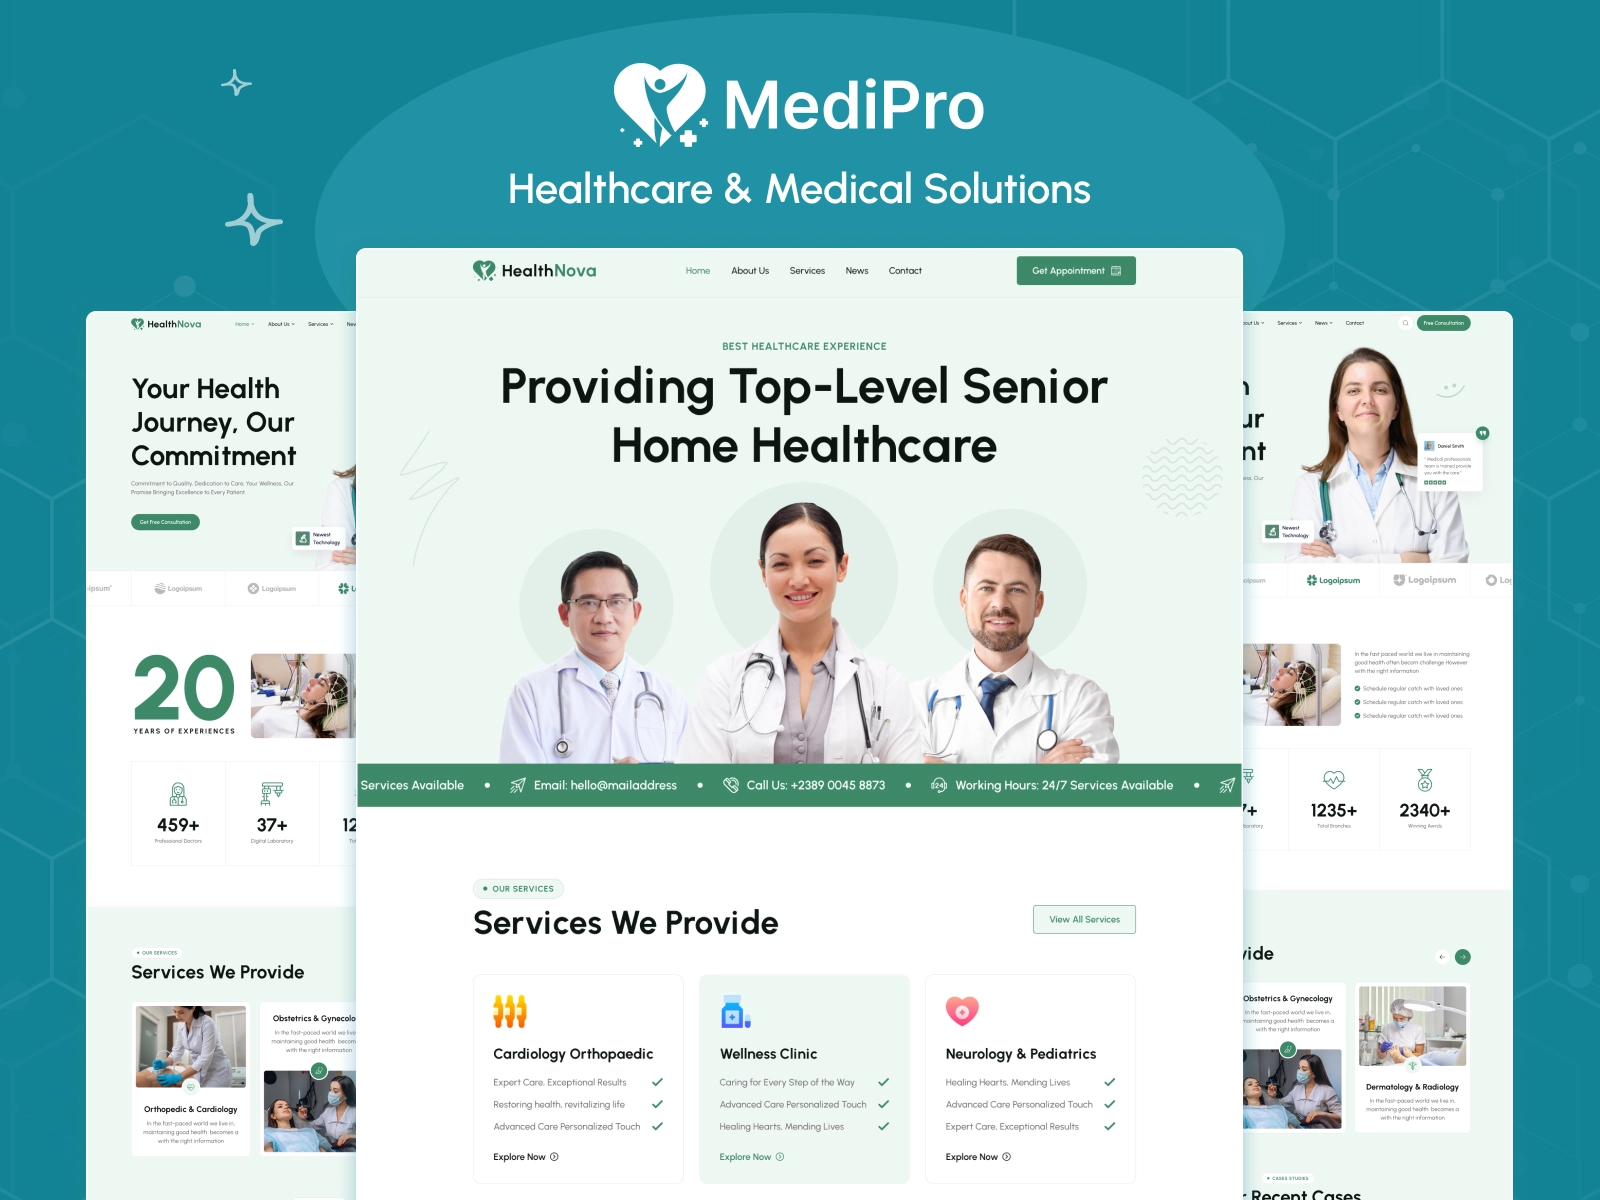 MediPro
Healthcare & Medical Solutions
HealthNova
Home
About Us
Services
News
Contact
Get Appointment
BEST HEALTHCARE EXPERIENCE
Providing Top-Level Senior
Home Healthcare
Services Available
Email: hello@mailaddress
Call Us: +2389 0045 8873
24
Working Hours: 24/7 Services Available
OUR SERVICES
Services We Provide
View All Services
Cardiology Orthopaedic
Expert Care, Exceptional Results
Restoring health, revitalizing life
Advanced Care Personalized Touch
Explore Now
Wellness Clinic
Caring for Every Step of the Way
Advanced Care Personalized Touch
Healing Hearts, Mending Lives
Explore Now
Neurology & Pediatrics
Healing Hearts, Mending Lives
Advanced Care Personalized Touch
Expert Care, Exceptional Results
Explore Now
HealthNova
Home
About Us
Services
Your Health
Journey, Our
Commitment
Commitment to Quality, Dedication to Care, Your Wellness, Our
Promise Bringing Excellence to Every Patient
Get Free Consultation
Newest
Technology
Logoipsum
Logoipsum
20
YEARS OF EXPERIENCES
459+
Professional Doctors
37+
Digital Laboratory
OUR SERVICES
Services We Provide
Orthopedic & Cardiology
In the fast-paced world we live in,
maintaining good health becomes a
with the right information
Obstetrics & Gynecolo
In the fast-paced world we live
maintaining good health becom
with the right information
Services
News
Contact
Free Consultation
Daniel Smith
" Medical professionals
team is trained provide
you with the care "
Newest
Technology
Logoipsum
Logoipsum
In the fast paced world we live in maintaining
good health often becom challenge However
with the right information
Schedule regular catch with loved ones
Schedule regular catch with loved ones
Schedule regular catch with loved ones
1235+
Total Branches
2340+
Winning Awrds
Obstetrics & Gynecology
In the fast-paced world we live in,
maintaining good health becomes a
with the right information
Dermatology & Radiology
In the fast-paced world we live in,
maintaining good health becomes a
with the right information
CASES STUDIES
Recent Cases